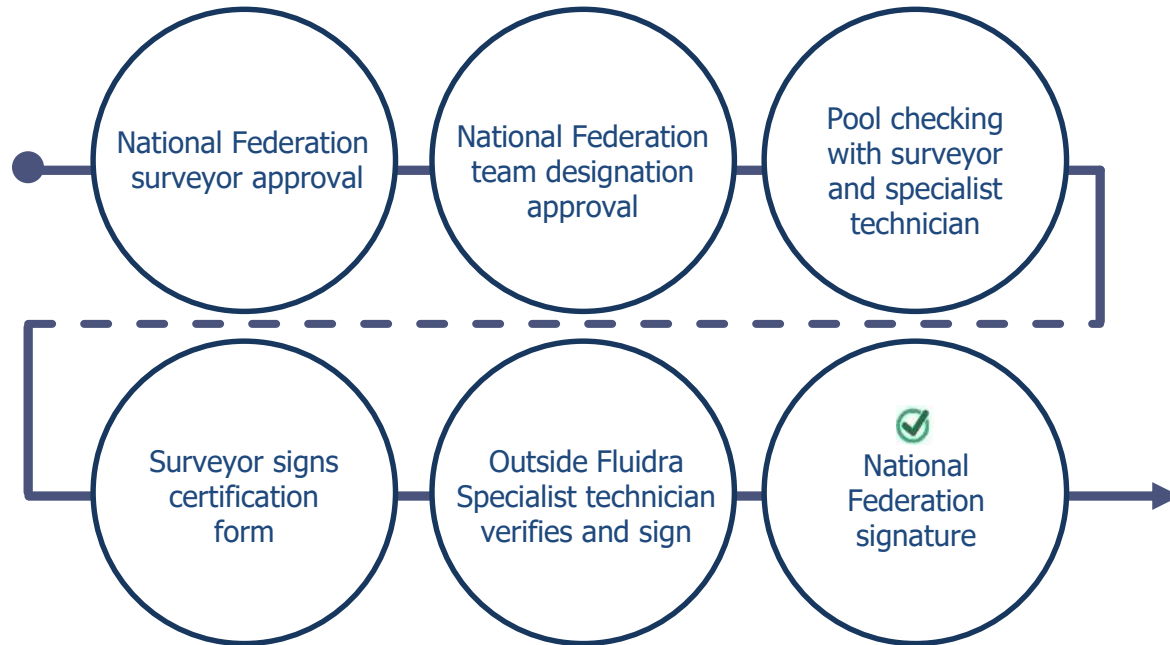 National Federation
surveyor approval
National Federation
team designation
approval
Pool checking
with surveyor
and specialist
technician
Surveyor signs
certification
form
Outside Fluidra
Specialist technician
verifies and sign
National
Federation
signature